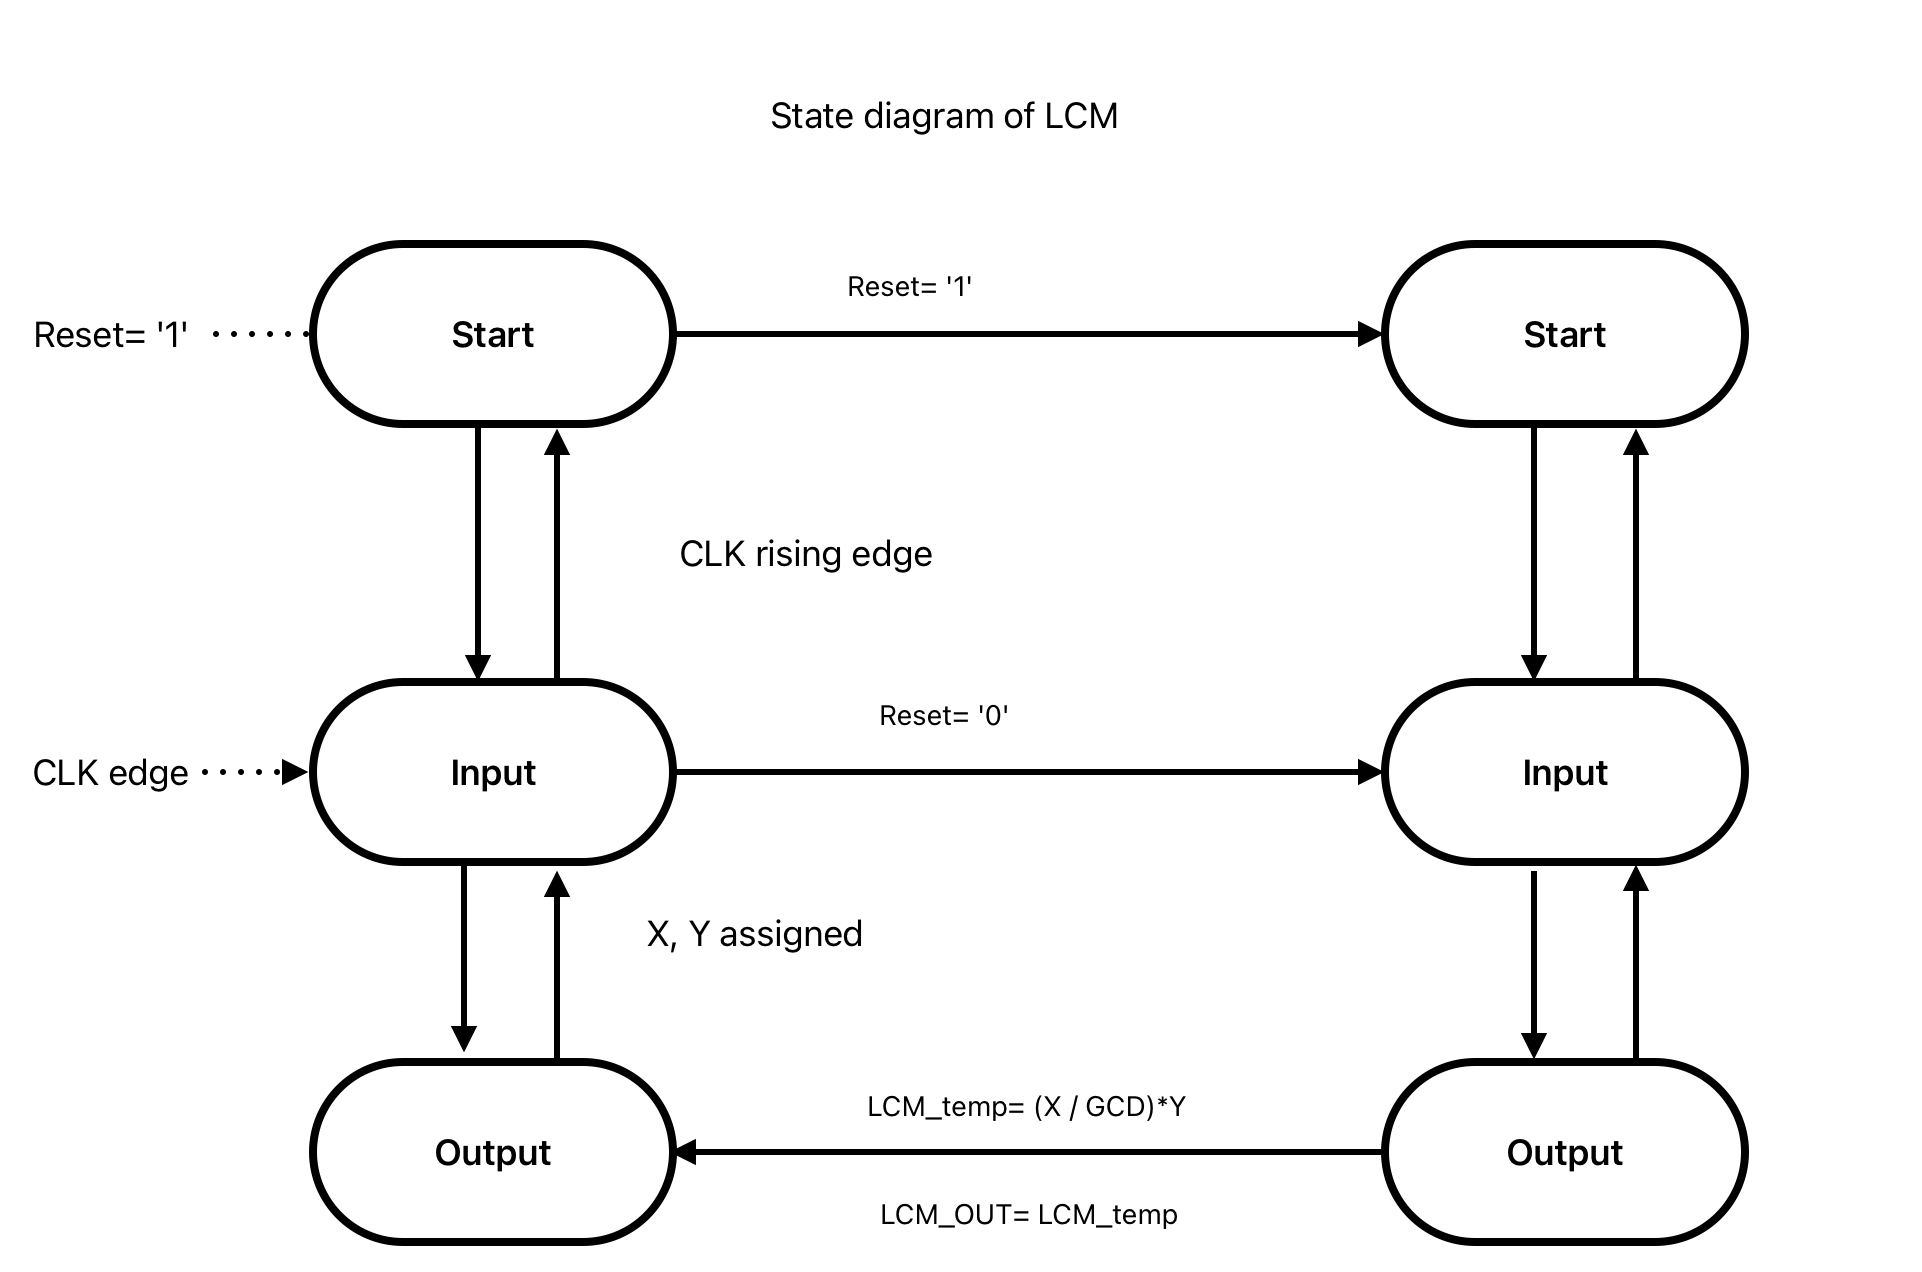 State diagram of LCM
Reset= '1'
Reset= '1'
Start
Start
CLK rising edge
Reset= '0'
CLK edge
Input
Input
X, Y assigned
LCM_temp= (X / GCD)*Y
Output
Output
LCM_OUT= LCM_temp